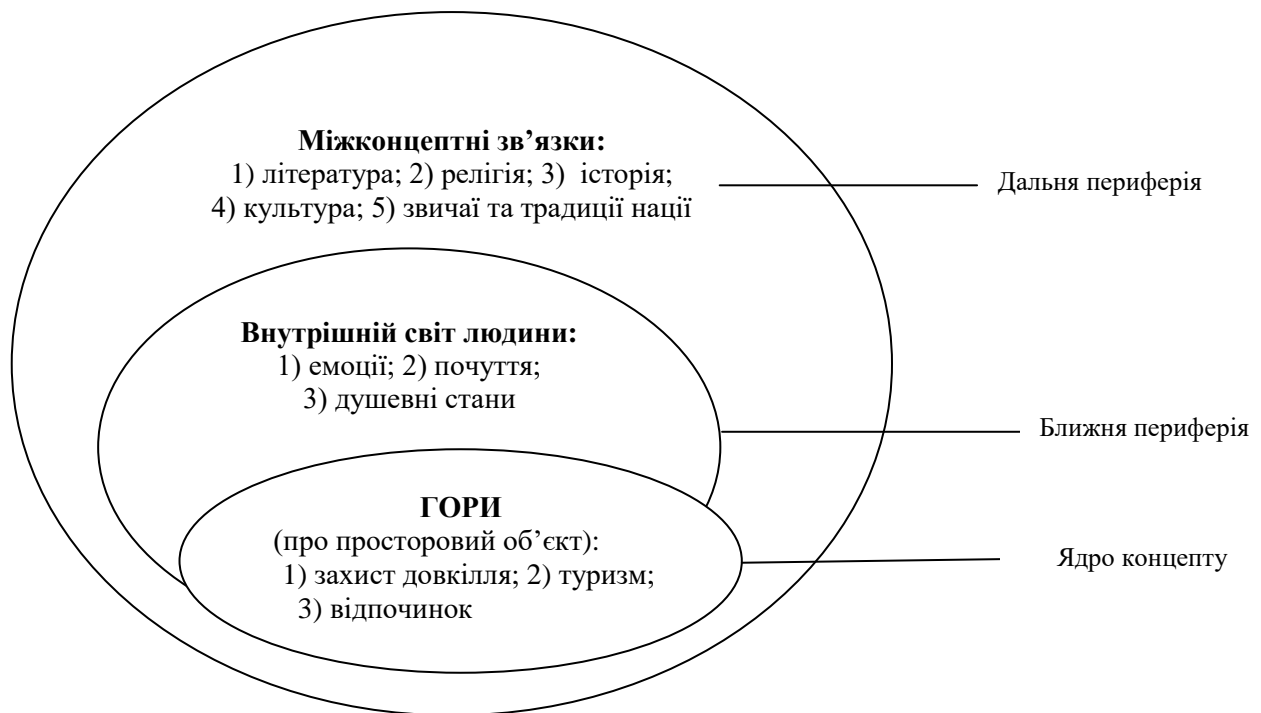 Міжконцептні зв’язки:
1) література; 2) релігія; 3) історія;
4) культура; 5) звичаї та традиції нації
Дальня периферія
Внутрішній світ людини:
1) емоції; 2) почуття;
3) душевні стани
Ближня периферія
ГОРИ
(про просторовий об’єкт):
1) захист довкілля; 2) туризм;
3) відпочинок
Ядро концепту